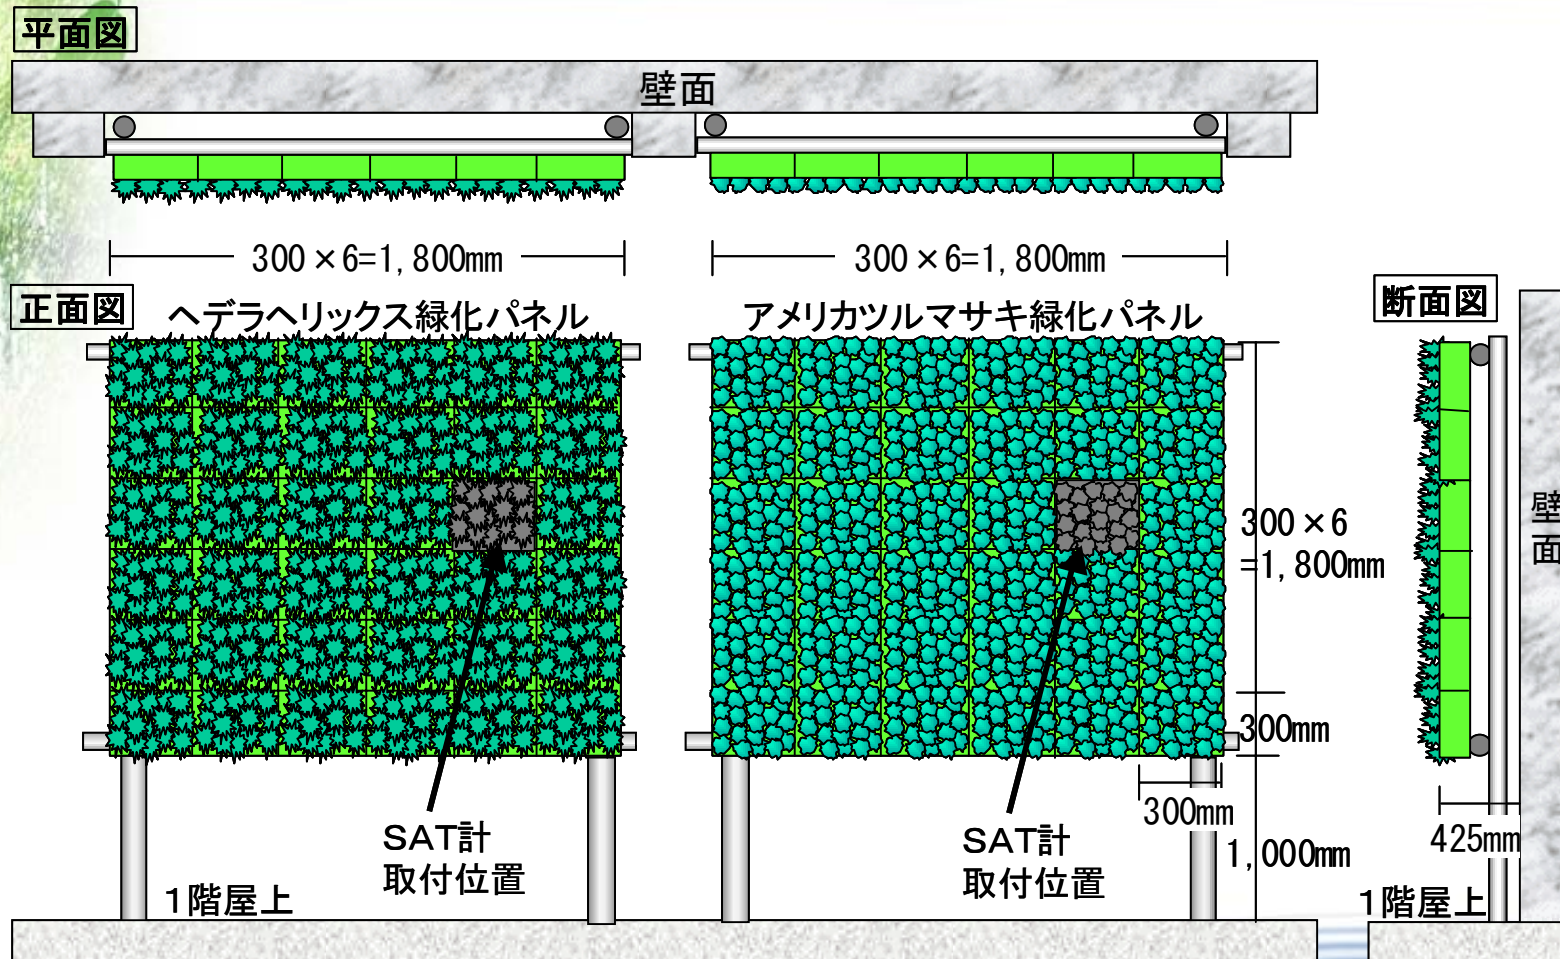 平面図
壁面
300×6=1,800mm
300×6=1,800mm
正面図
ヘデラヘリックス緑化パネル
アメリカツルマサキ緑化パネル
断面図
300×6
=1,800mm
壁
面
300mm
300mm
425mm
1,000mm
SAT計
取付位置
SAT計
取付位置
1階屋上
1階屋上